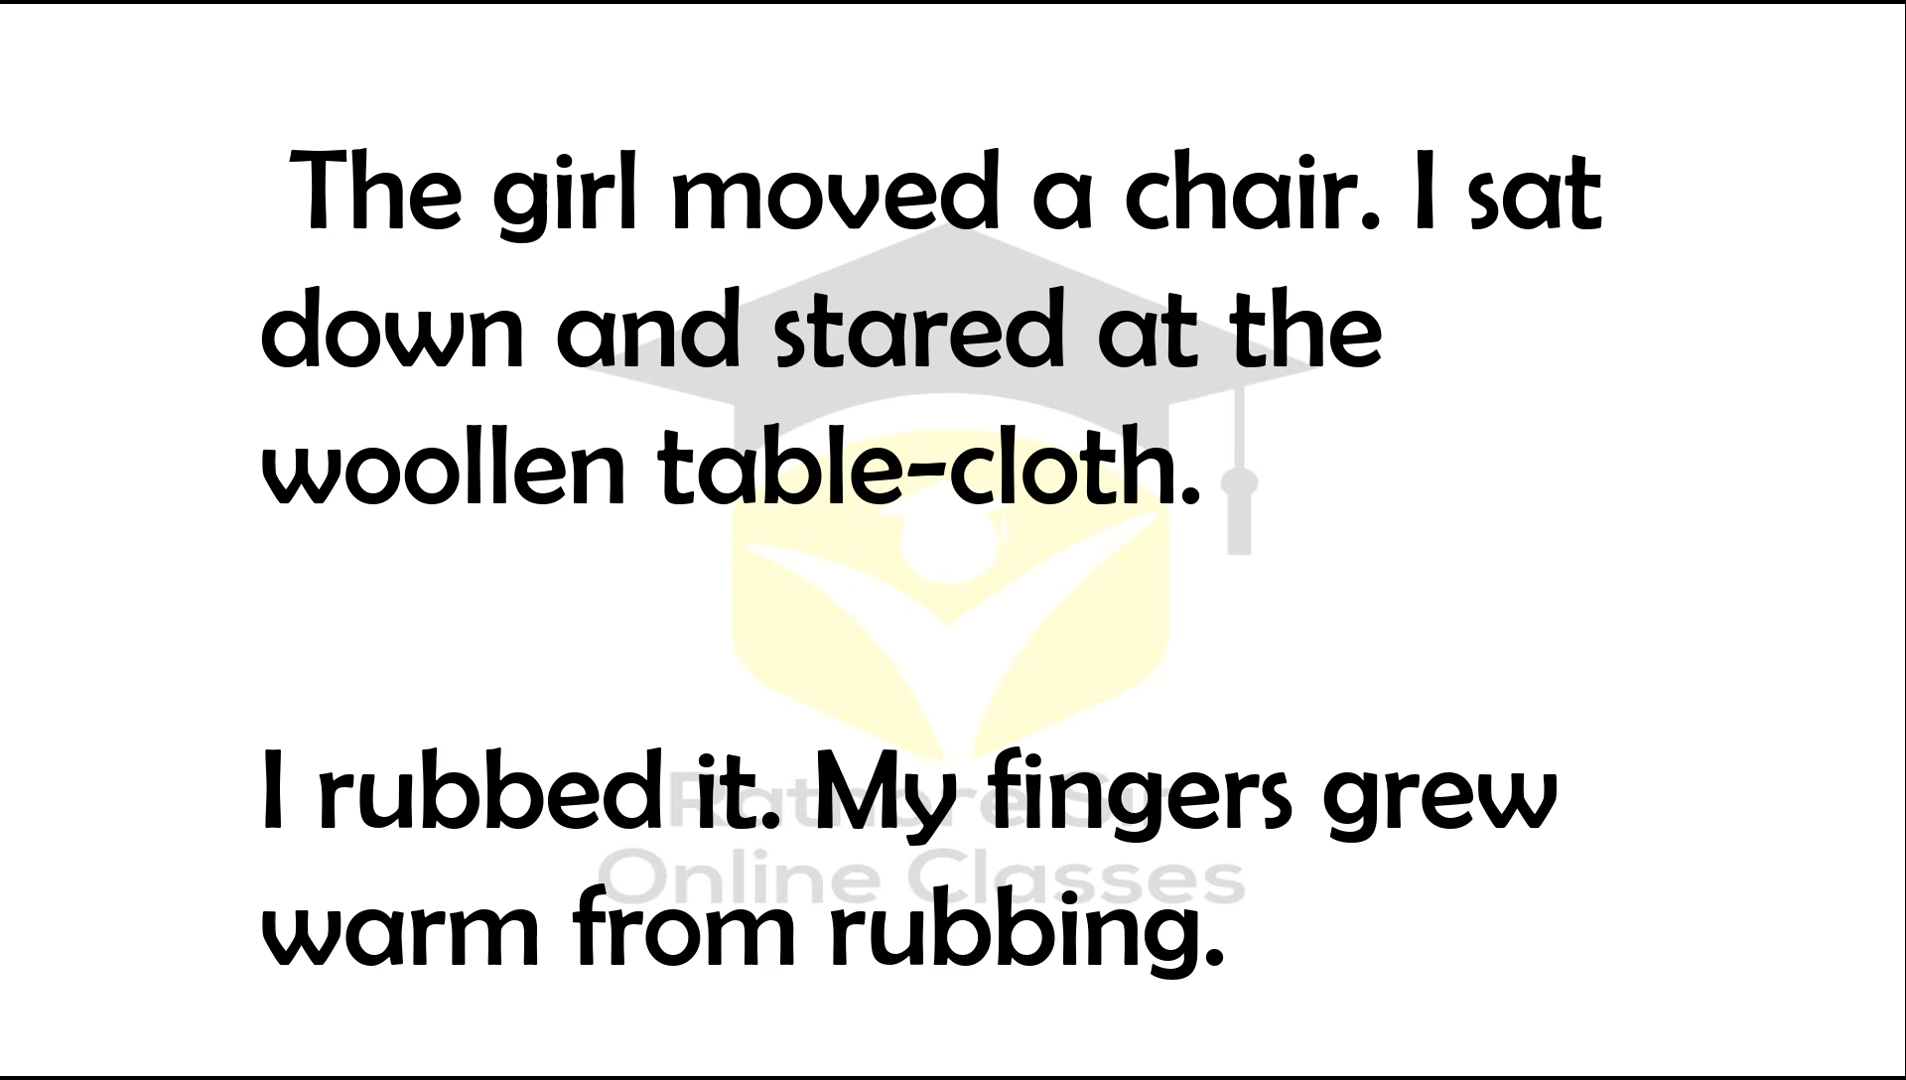 The girl moved a chair. I sat
down and stared at the
woollen table-cloth.
I rubbed it. My fingers grew
warm from rubbing.
Online Classes